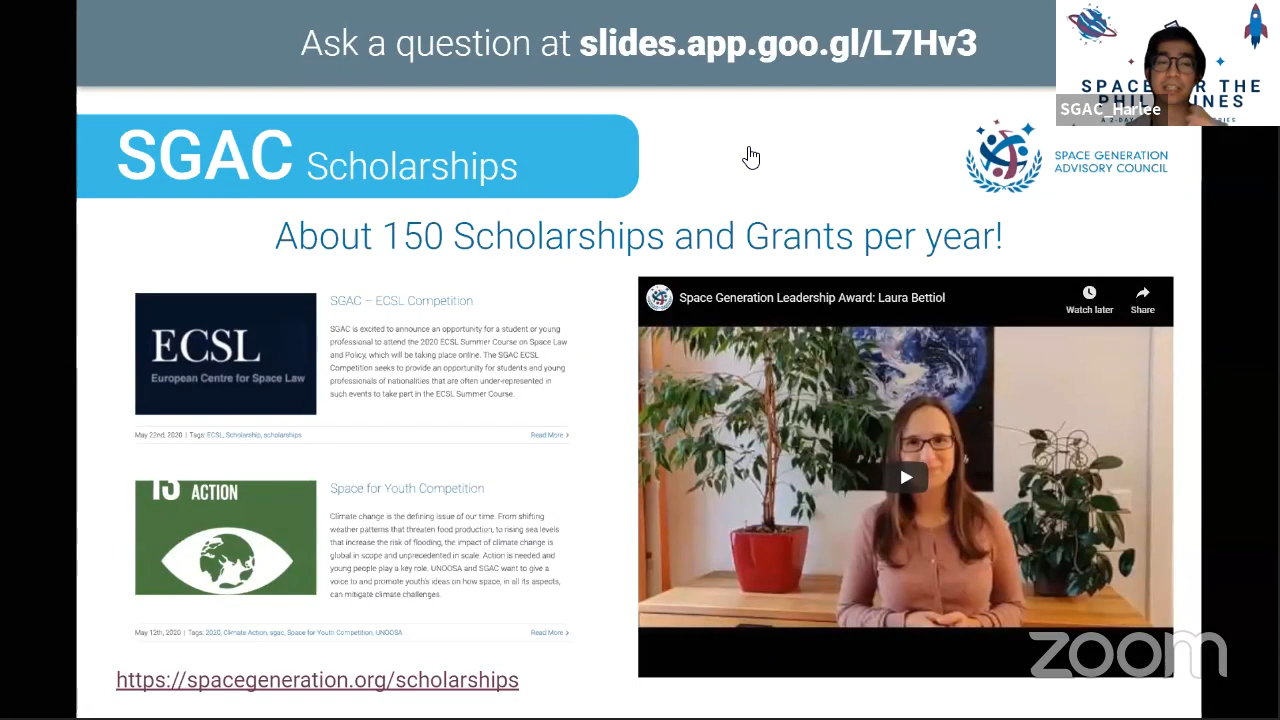 Ask a question at slides.app.goo.gl/L7Hv3
SPACE FOR THE
PHILIPPINES
SGAC_Harlee
SGAC Scholarships
SPACE GENERATION
ADVISORY COUNCIL
About 150 Scholarships and Grants per year!
ECSL
European Centre for Space Law
SGAC – ECSL Competition
SGAC is excited to announce an opportunity for a student or young
professional to attend the 2020 ECSL Summer Course on Space Law
and Policy, which will be taking place online. The SGAC ECSL
Competition seeks to provide an opportunity for students and young
professionals of nationalities that are often under-represented in
such events to take part in the ECSL Summer Course.
May 22nd, 2020 | Tags: ECSL, Scholarship, scholarships
Read More >
13 ACTION
Space for Youth Competition
Climate change is the defining issue of our time. From shifting
weather patterns that threaten food production, to rising sea levels
that increase the risk of flooding, the impact of climate change is
global in scope and unprecedented in scale. Action is needed and
young people play a key role. UNOOSA and SGAC want to give a
voice to and promote youth's ideas on how space, in all its aspects,
can mitigate climate challenges.
May 12th, 2020 | Tags: 2020, Climate Action, sgac, Space for Youth Competition, UNOOSA
Read More >
Space Generation Leadership Award: Laura Bettiol
Watch later
Share
https://spacegeneration.org/scholarships
zoom